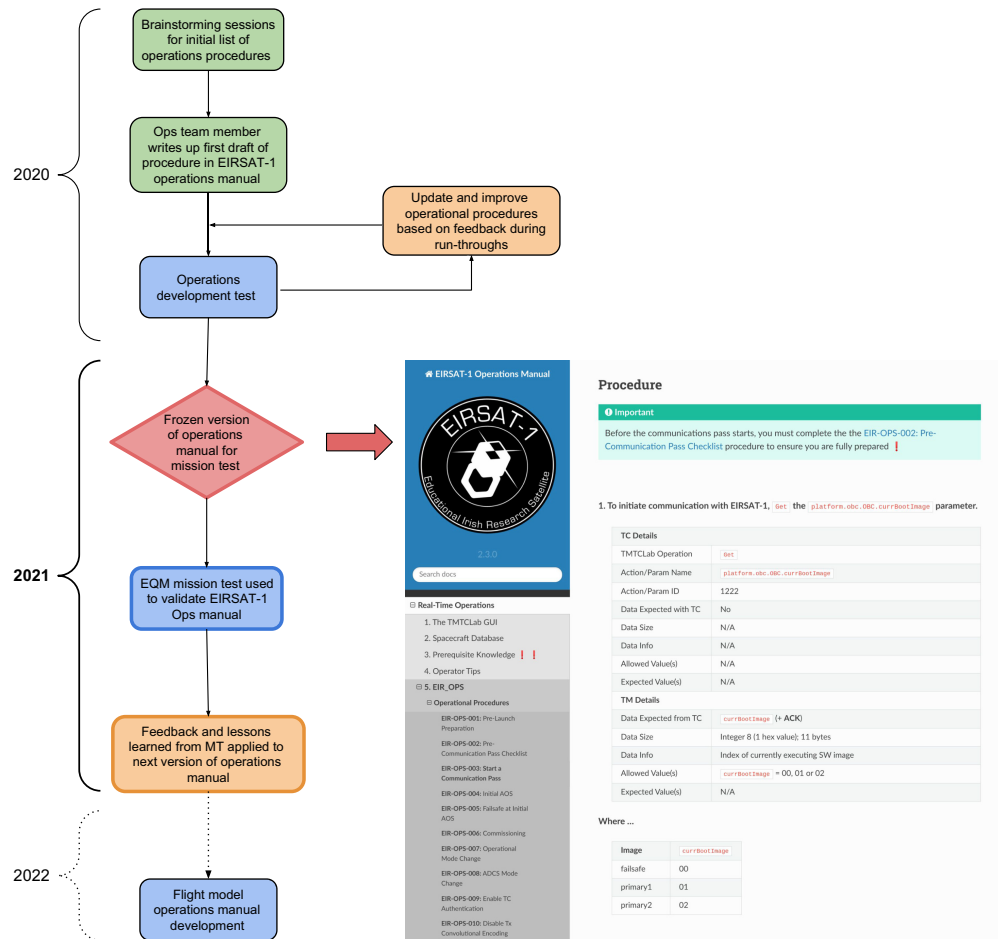 Brainstorming sessions
for initial list of
operations procedures
Ops team member
writes up first draft of
procedure in EIRSAT-1
operations manual
2020
Update and improve
operational procedures
based on feedback during
run-throughs
Operations
development test
Frozen version
of operations
manual for
mission test
2021
EQM mission test used
to validate EIRSAT-1
Ops manual
Feedback and lessons
learned from MT applied to
next version of operations
manual
2022
Flight model
operations manual
development
EIRSAT-1 Operations Manual
EIRSAT-1
Educational Irish Research Satellite
2.3.0
Search docs
Real-Time Operations
1. The TMTCLab GUI
2. Spacecraft Database
3. Prerequisite Knowledge ❗ ❗
4. Operator Tips
5. EIR_OPS
Operational Procedures
EIR-OPS-001: Pre-Launch
Preparation
EIR-OPS-002: Pre-
Communication Pass Checklist
EIR-OPS-003: Start a
Communication Pass
EIR-OPS-004: Initial AOS
EIR-OPS-005: Failsafe at Initial
AOS
EIR-OPS-006: Commissioning
EIR-OPS-007: Operational
Mode Change
EIR-OPS-008: ADCS Mode
Change
EIR-OPS-009: Enable TC
Authentication
EIR-OPS-010: Disable Tx
Convolutional Encoding
Procedure
Important
Before the communications pass starts, you must complete the the EIR-OPS-002: Pre-
Communication Pass Checklist procedure to ensure you are fully prepared ❗
1. To initiate communication with EIRSAT-1, Get the platform.obc.OBC.currBootImage parameter.
TC Details
TMTCLab Operation Get
Action/Param Name platform.obc.OBC.currBootImage
Action/Param ID 1222
Data Expected with TC No
Data Size N/A
Data Info N/A
Allowed Value(s) N/A
Expected Value(s) N/A
TM Details
Data Expected from TC currBootImage (+ ACK)
Data Size Integer 8 (1 hex value); 11 bytes
Data Info Index of currently executing SW image
Allowed Value(s) currBootImage = 00, 01 or 02
Expected Value(s) N/A
Where ...
Image currBootImage
failsafe 00
primary1 01
primary2 02